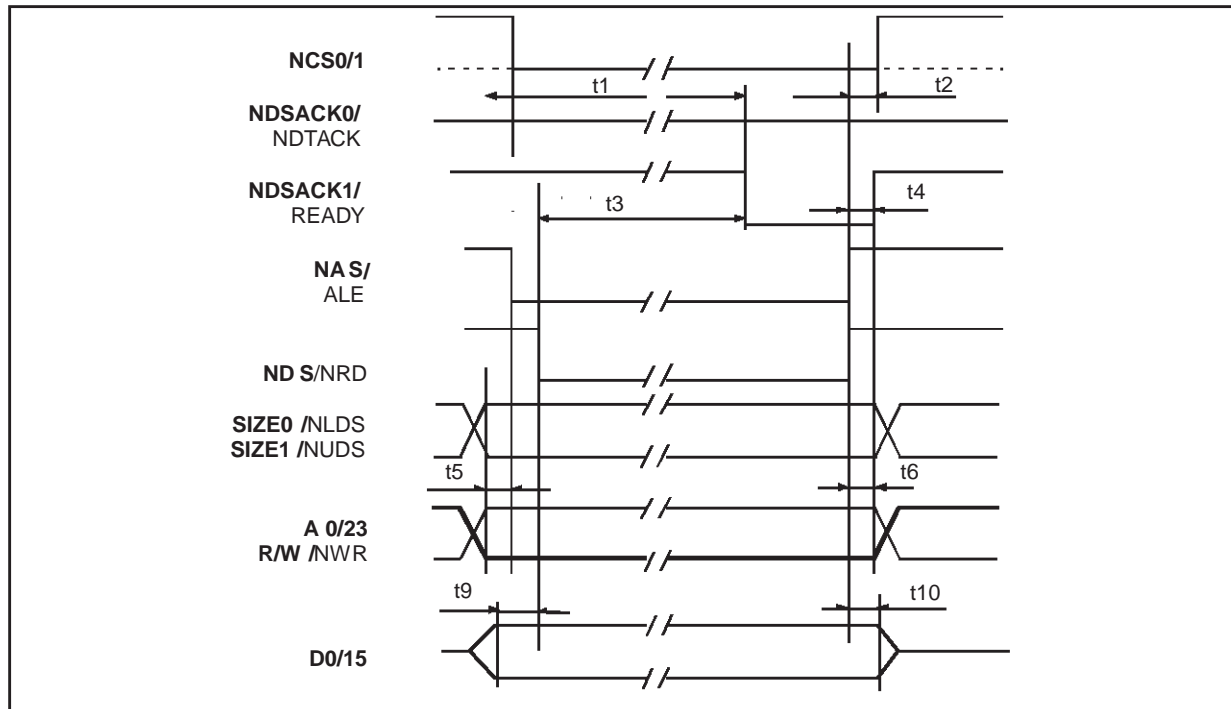 NCS0/1
t1
t2
NDSACK0/
NDTACK
NDSACK1/
READY
t3
t4
NA S/
ALE
ND S/NRD
SIZE0 /NLDS
SIZE1 /NUDS
t5
t6
A 0/23
R/W /NWR
t9
t10
D0/15